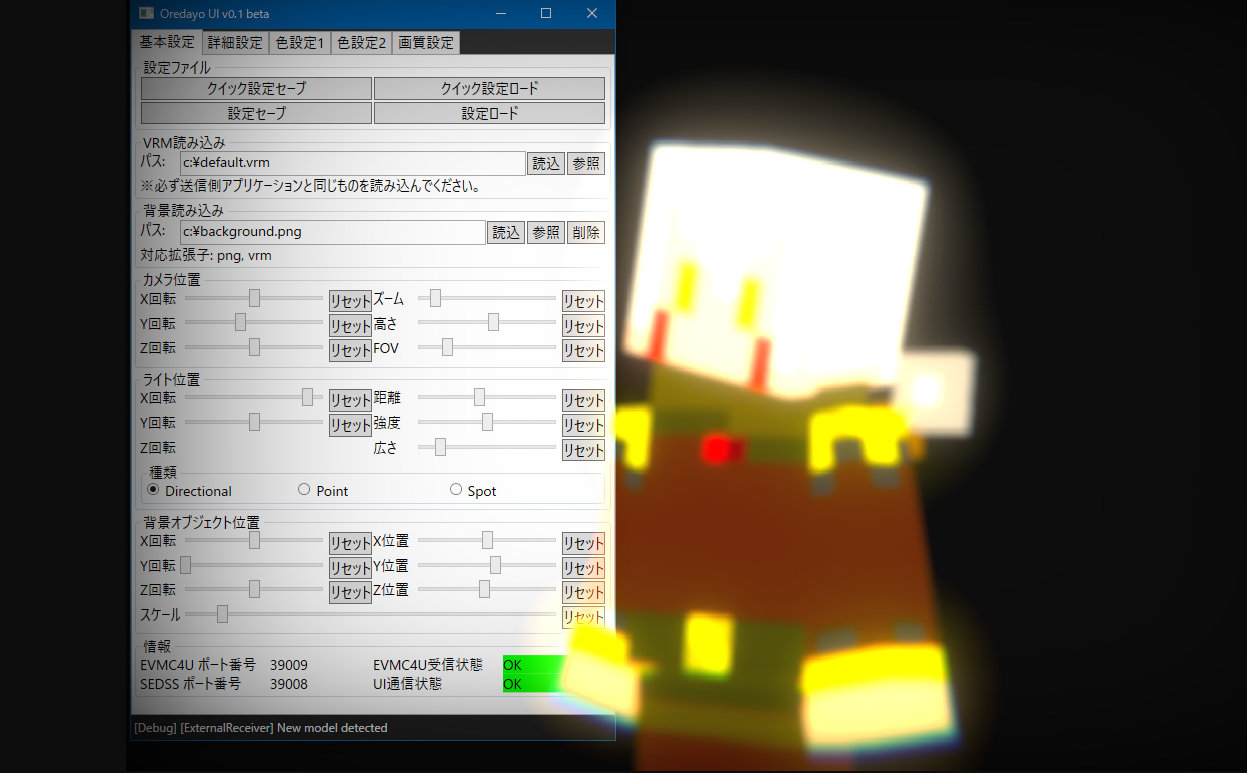 Oredayo UI v0.1 beta
基本設定 詳細設定 色設定1 色設定2 画質設定
設定ファイル
クイック設定セーブ クイック設定ロード
設定セーブ 設定ロード
VRM読み込み
パス: c:¥default.vrm 読込 参照
※必ず送信側アプリケーションと同じものを読み込んでください。
背景読み込み
パス: c:¥background.png 読込 参照 削除
対応拡張子: png, vrm
カメラ位置
X回転 リセット ズーム リセット
Y回転 リセット 高さ リセット
Z回転 リセット FOV リセット
ライト位置
X回転 リセット 距離 リセット
Y回転 リセット 強度 リセット
Z回転 広さ リセット
種類
Directional Point Spot
背景オブジェクト位置
X回転 リセット X位置 リセット
Y回転 リセット Y位置 リセット
Z回転 リセット Z位置 リセット
スケール リセット
情報
EVMC4U ポート番号 39009 EVMC4U受信状態 OK
SEDSS ポート番号 39008 UI通信状態 OK
[Debug] [ExternalReceiver] New model detected